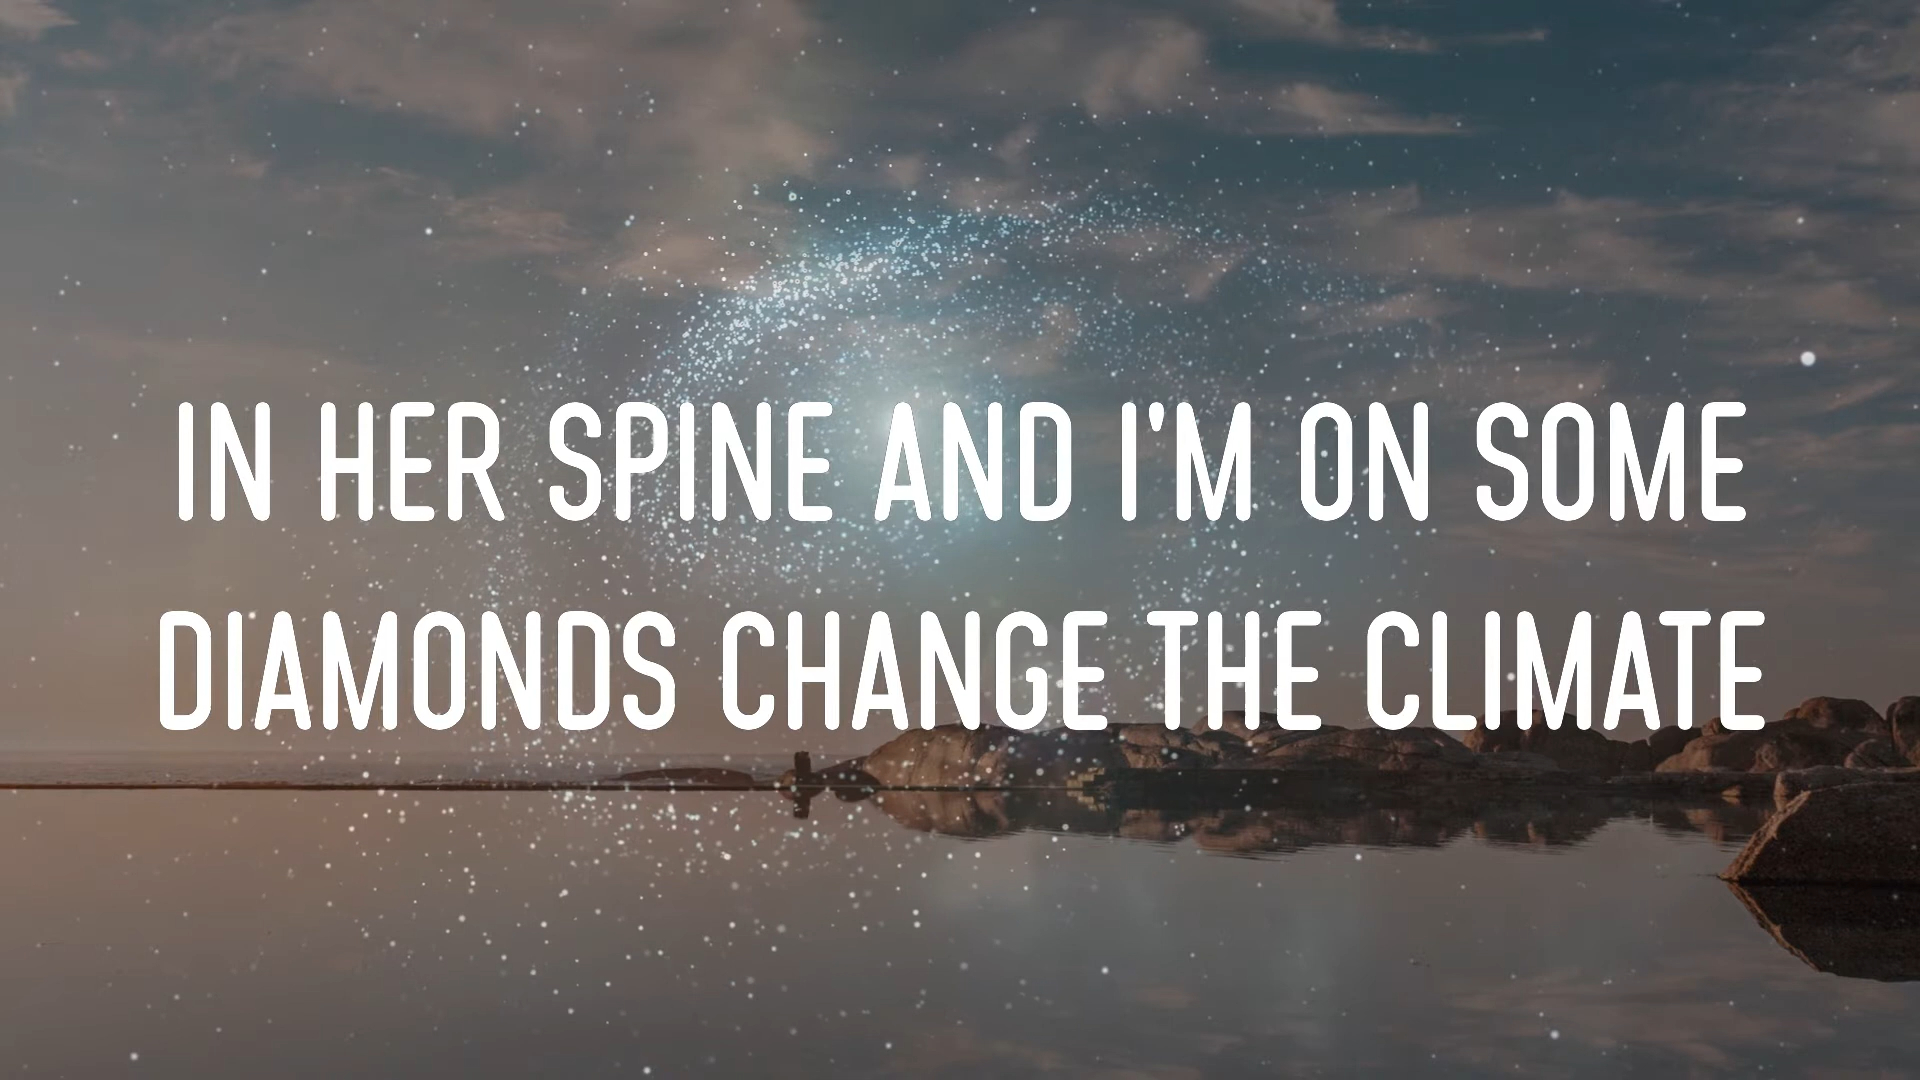 IN HER SPINE AND I'M ON SOME
DIAMONDS CHANGE THE CLIMATE